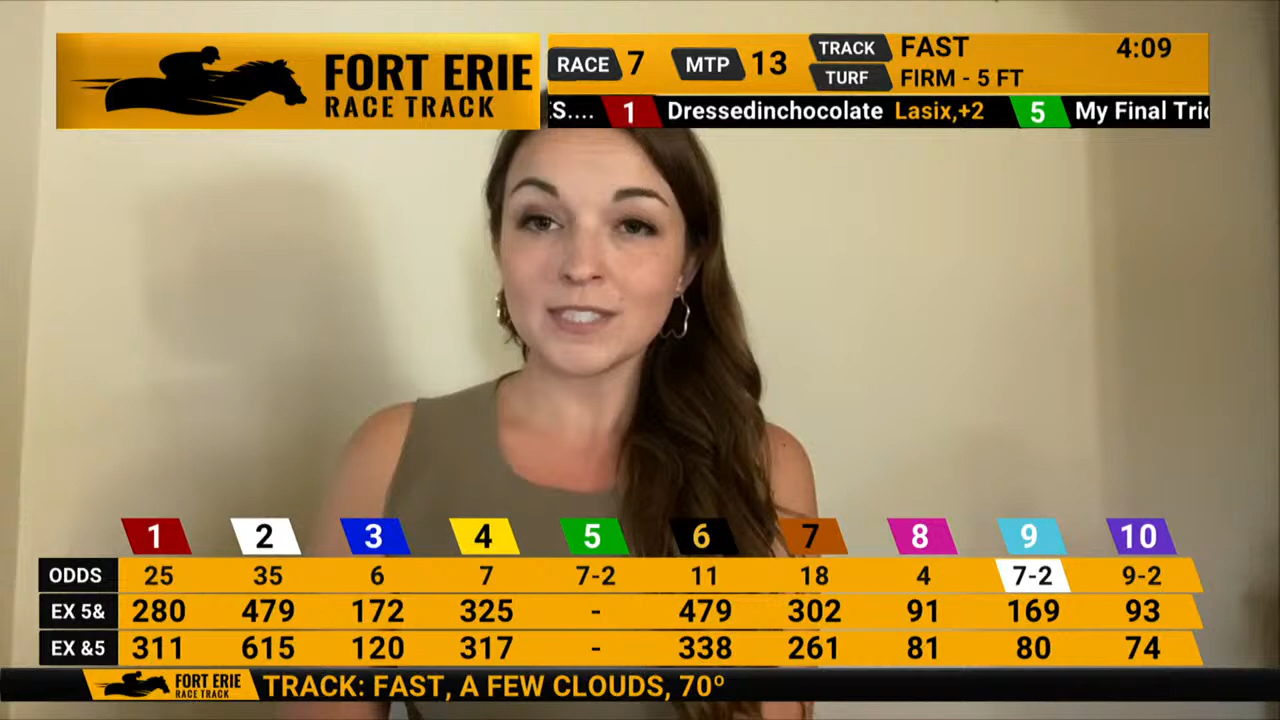 FORT ERIE
RACE TRACK
RACE 7 MTP 13 TRACK FAST 4:09
TURF FIRM - 5 FT
S.... 1 Dressedinchocolate Lasix,+2 5 My Final
1 2 3 4 5 6 7 8 9 10
ODDS 25 35 6 7 7-2 11 18 4 7-2 9-2
EX 5& 280 479 172 325 - 479 302 91 169 93
EX &5 311 615 120 317 - 338 261 81 80 74
FORT ERIE
RACE TRACK
TRACK: FAST, A FEW CLOUDS, 70º